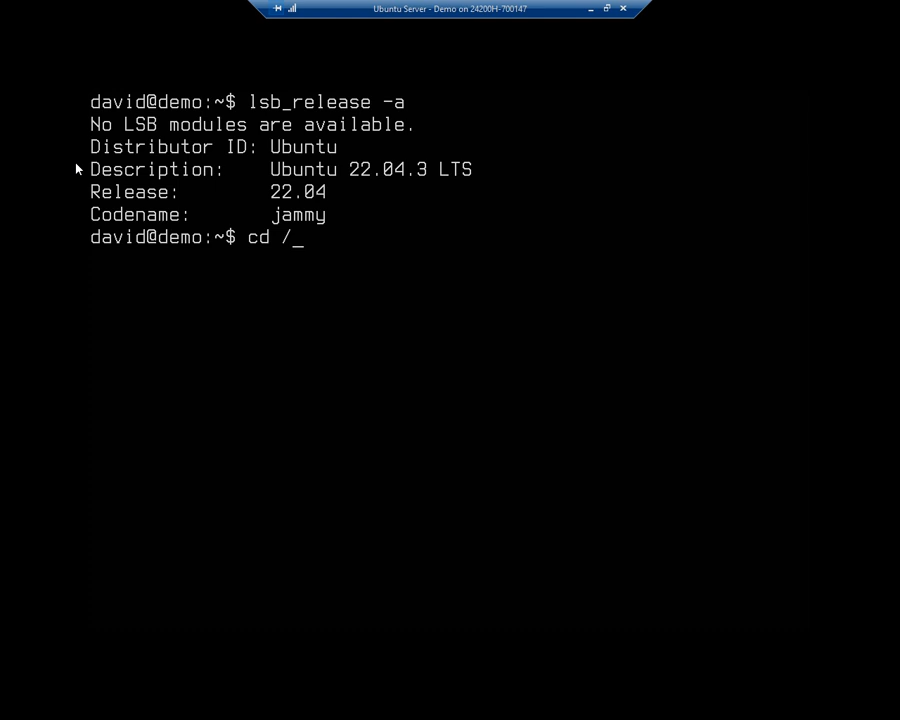 Ubuntu Server - Demo on 24200H-700147
david@demo:~$ lsb_release -a
No LSB modules are available.
Distributor ID: Ubuntu
Description:    Ubuntu 22.04.3 LTS
Release:        22.04
Codename:       jammy
david@demo:~$ cd /_